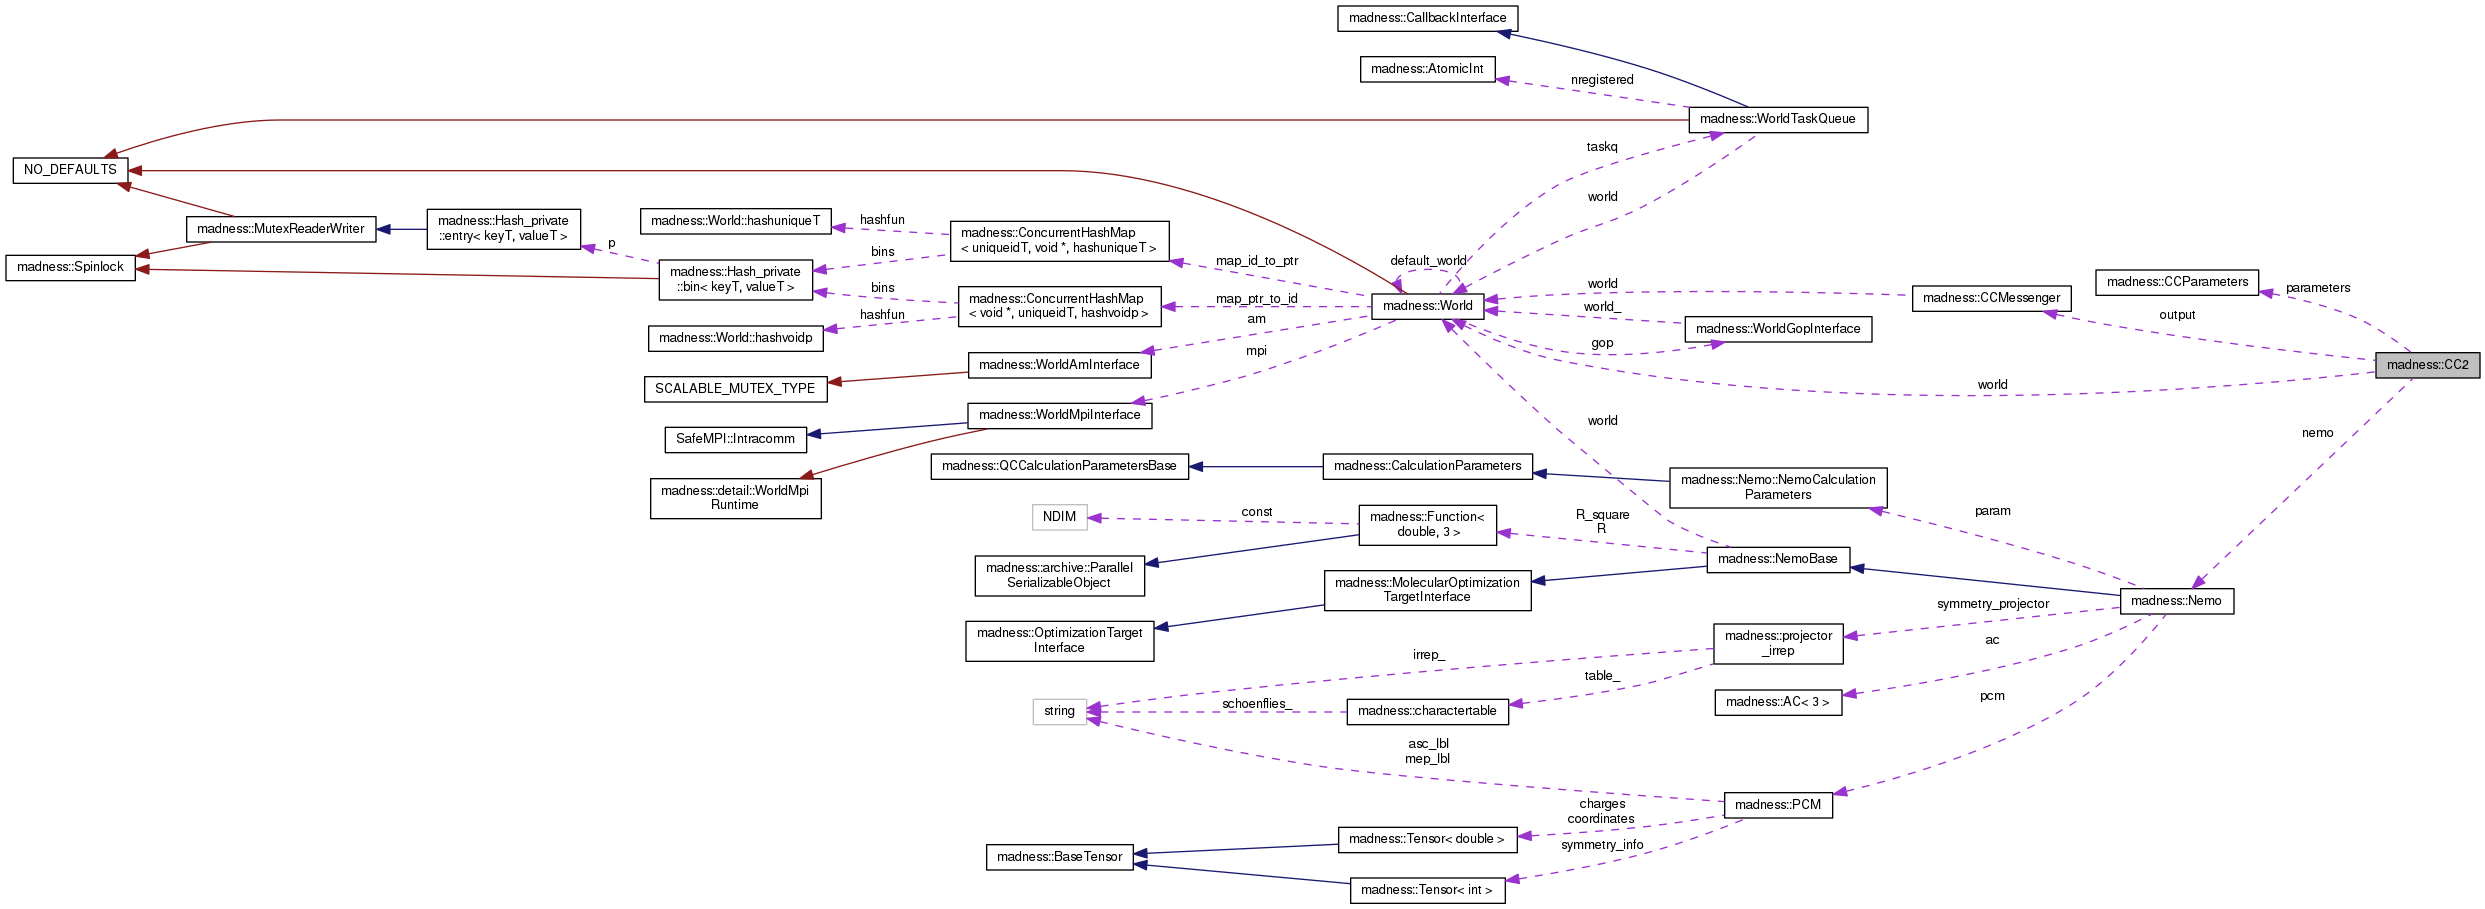 madness::CallbackInterface
madness::AtomicInt
nregistered
madness::WorldTaskQueue
taskq
NO_DEFAULTS
world
madness::MutexReaderWriter
madness::Hash_private
::entry< keyT, valueT >
madness::World::hashuniqueT
hashfun
madness::ConcurrentHashMap
< uniqueidT, void *, hashuniqueT >
p
bins
madness::Spinlock
madness::Hash_private
::bin< keyT, valueT >
map_id_to_ptr
default_world
bins
madness::ConcurrentHashMap
< void *, uniqueidT, hashvoidp >
map_ptr_to_id
madness::World
world
madness::CCMessenger
madness::CCParameters
parameters
world_
madness::WorldGopInterface
output
hashfun
madness::World::hashvoidp
am
gop
mpi
madness::WorldAmInterface
madness::CC2
SCALABLE_MUTEX_TYPE
world
madness::WorldMpiInterface
world
nemo
SafeMPI::Intracomm
madness::QCCalculationParametersBase
madness::CalculationParameters
madness::Nemo::NemoCalculation
Parameters
madness::detail::WorldMpi
Runtime
NDIM
const
madness::Function<
double, 3 >
R_square
R
param
madness::archive::Parallel
SerializableObject
madness::NemoBase
madness::MolecularOptimization
TargetInterface
madness::Nemo
symmetry_projector
madness::OptimizationTarget
Interface
madness::projector
_irrep
ac
irrep_
table_
string
schoenflies_
madness::charactertable
madness::AC< 3 >
pcm
asc_lbl
mep_lbl
madness::PCM
charges
coordinates
madness::Tensor< double >
symmetry_info
madness::BaseTensor
madness::Tensor< int >